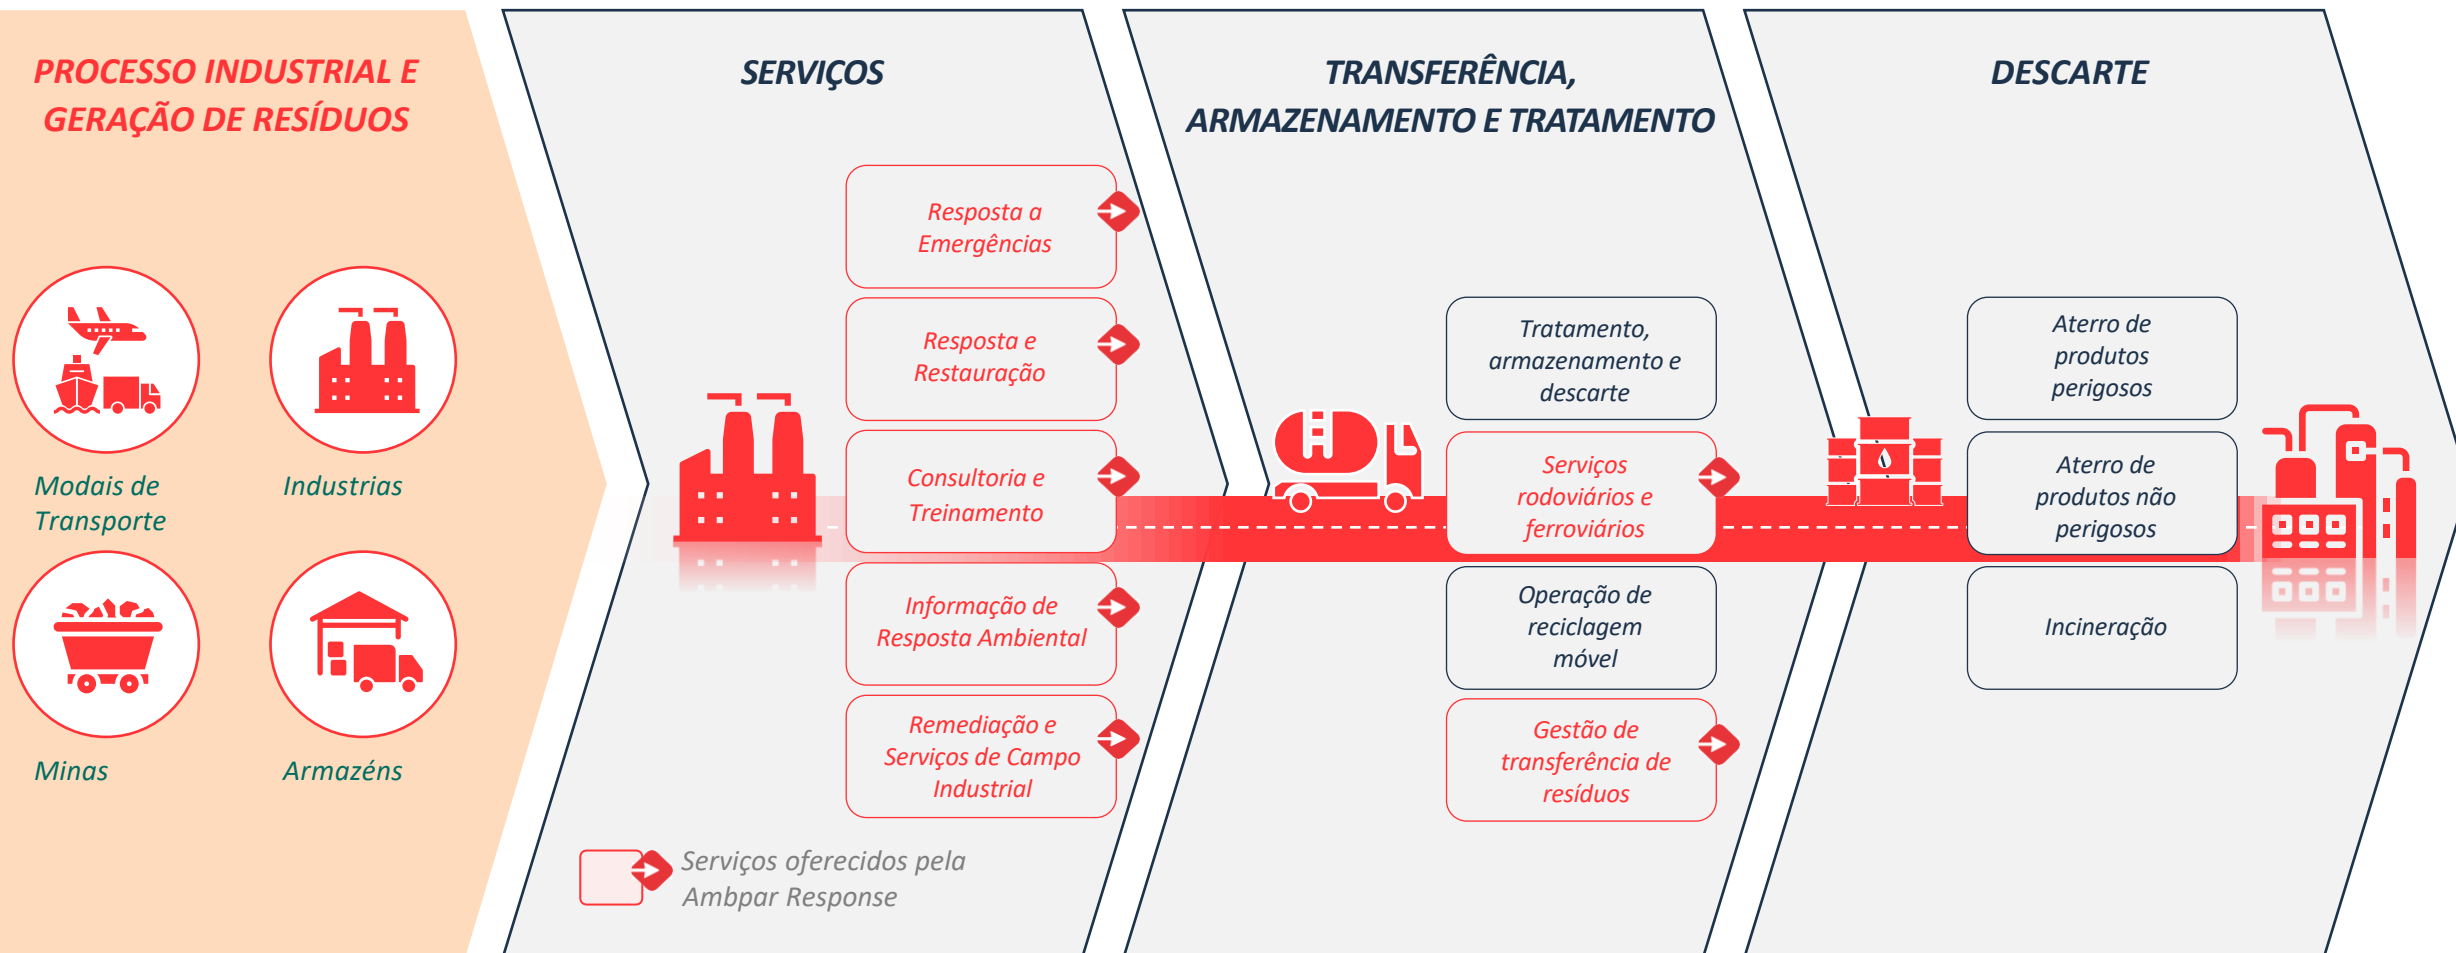 PROCESSO INDUSTRIAL E
GERAÇÃO DE RESÍDUOS
Modais de
Transporte
Industrias
Minas
Armazéns
SERVIÇOS
Resposta a
Emergências
Resposta e
Restauração
Consultoria e
Treinamento
Informação de
Resposta Ambiental
Remediação e
Serviços de Campo
Industrial
Serviços oferecidos pela
Ambpar Response
TRANSFERÊNCIA,
ARMAZENAMENTO E TRATAMENTO
Tratamento,
armazenamento e
descarte
Serviços
rodoviários e
ferroviários
Operação de
reciclagem
móvel
Gestão de
transferência de
resíduos
DESCARTE
Aterro de
produtos
perigosos
Aterro de
produtos não
perigosos
Incineração